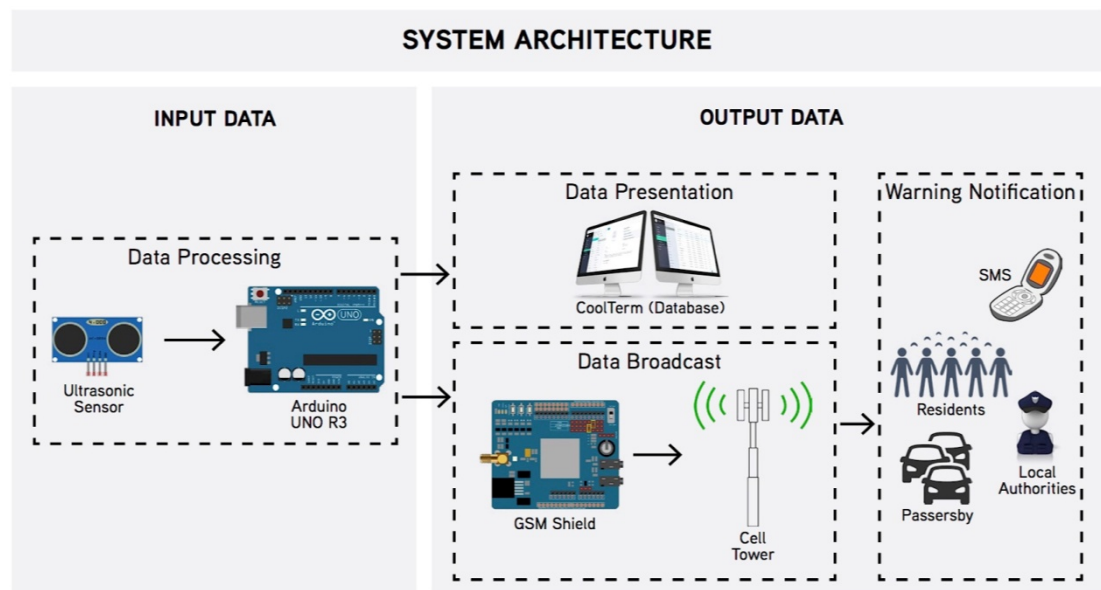 SYSTEM ARCHITECTURE
INPUT DATA
Data Processing
Ultrasonic
Sensor
UNO
Arduino
UNO R3
OUTPUT DATA
Data Presentation
CoolTerm (Database)
Data Broadcast
GSM Shield
Cell
Tower
Warning Notification
SMS
Residents
Local
Authorities
Passersby